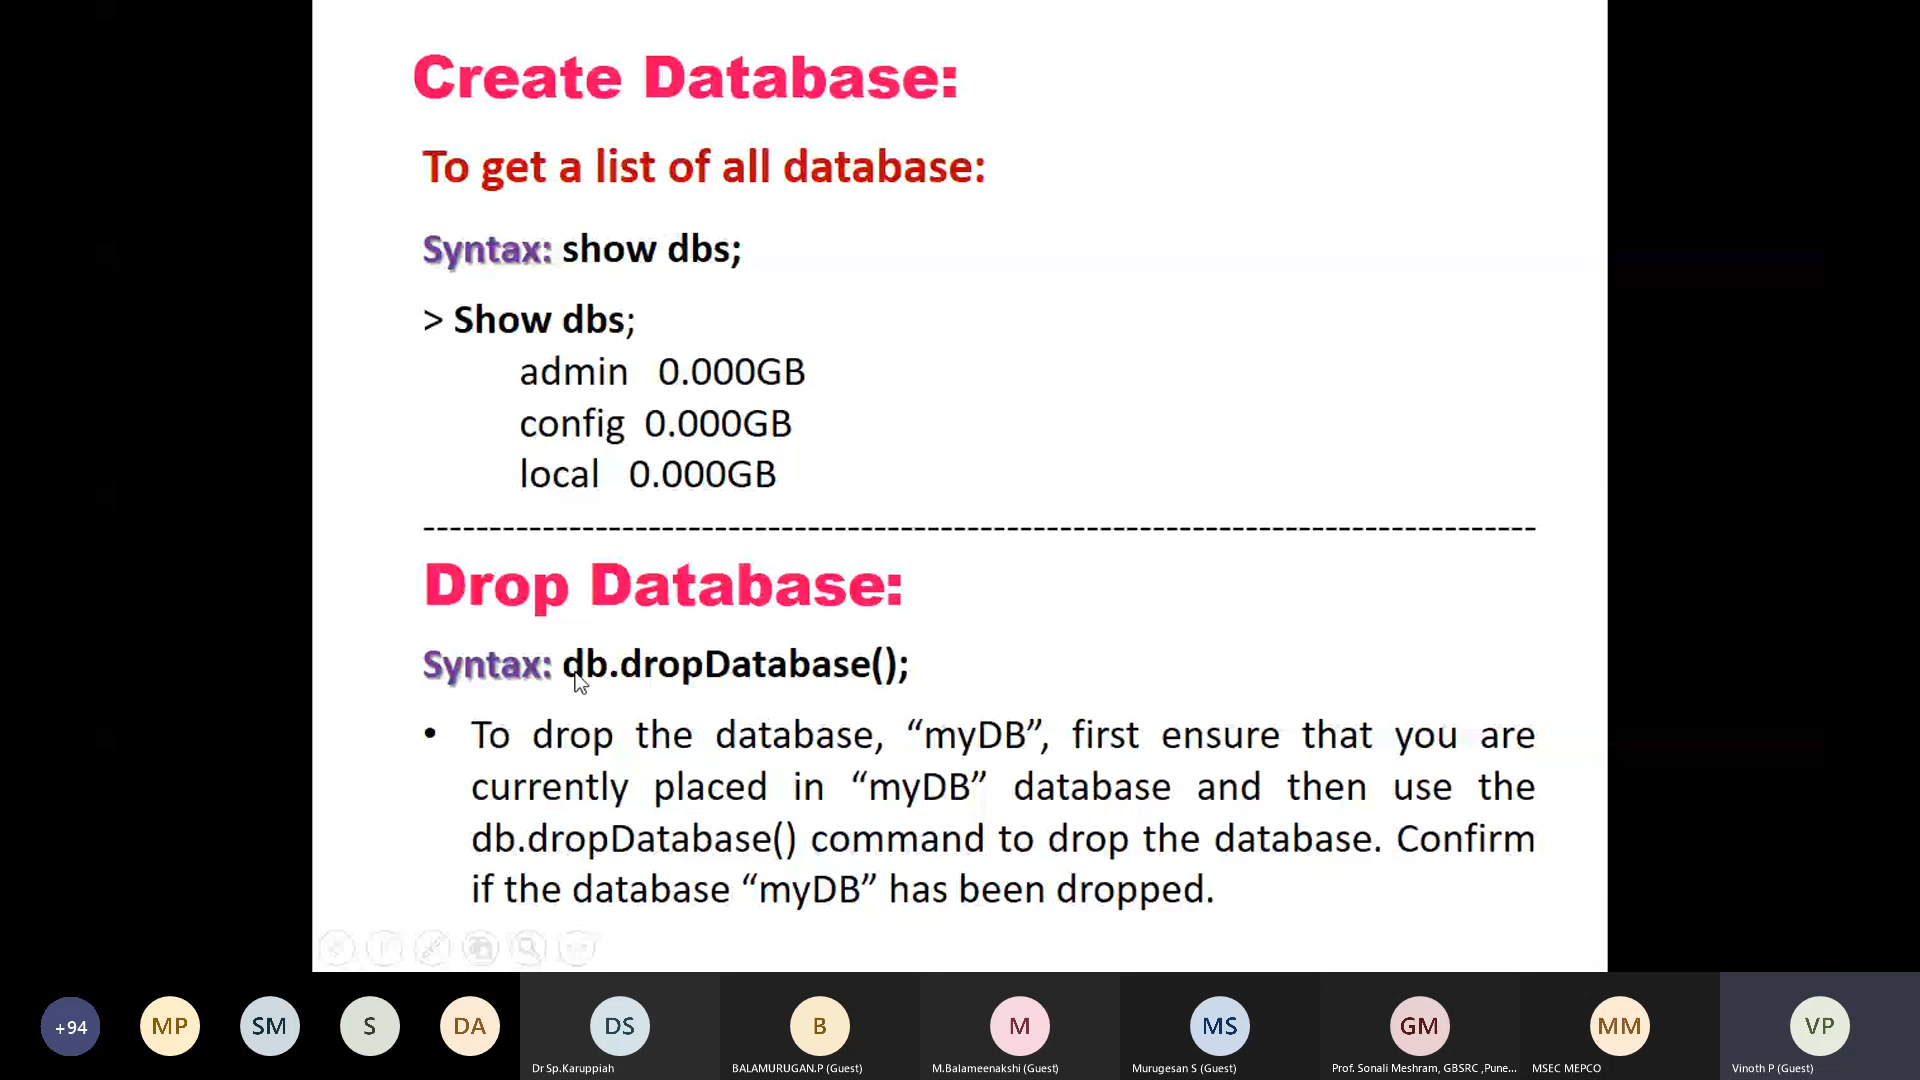 Create Database:
To get a list of all database:
Syntax: show dbs;
> Show dbs;
admin 0.000GB
config 0.000GB
local 0.000GB
--------------------------------------------------------------------------------------
Drop Database:
Syntax: db.dropDatabase();
• To drop the database, “myDB”, first ensure that you are
currently placed in “myDB” database and then use the
db.dropDatabase() command to drop the database. Confirm
if the database “myDB” has been dropped.
+94 MP SM S DA DS B M MS GM MM VP
Dr Sp.Karuppiah BALAMURUGAN.P (Guest) M.Balameenakshi (Guest) Murugesan S (Guest) Prof. Sonali Meshram, GBSRC ,Pune... MSEC MEPCO Vinoth P (Guest)